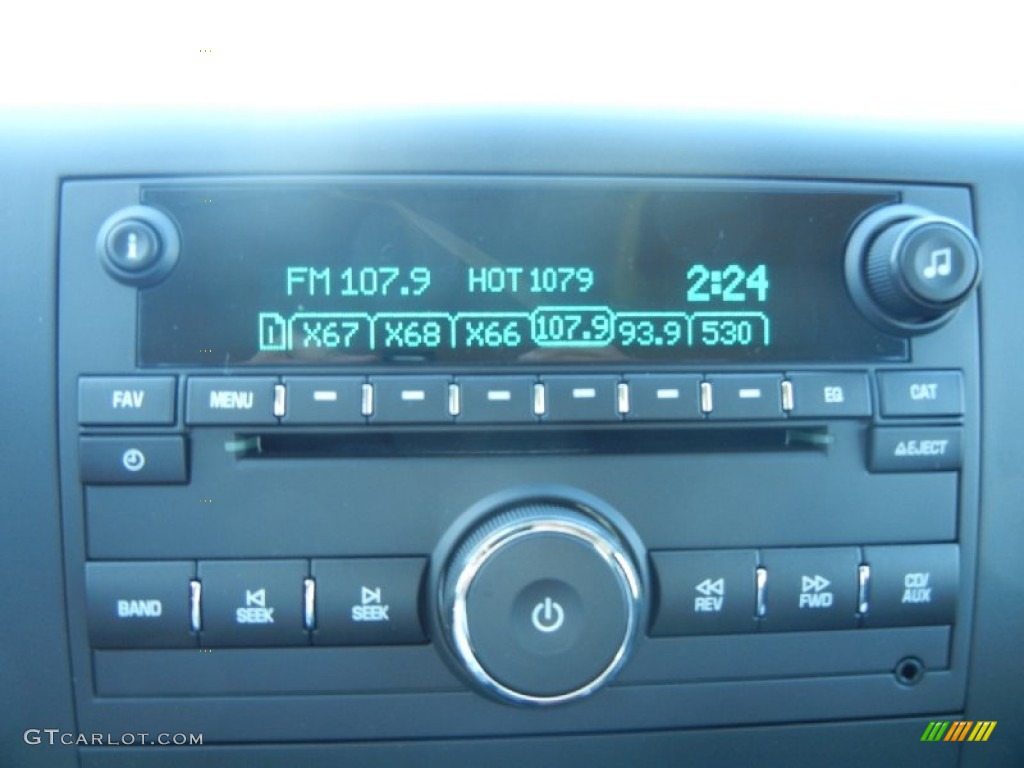 FM 107.9 HOT 1079 2:24
1 X67 X68 X66 107.9 93.9 530
FAV MENU EQ CAT
EJECT
BAND SEEK SEEK REV FWD CD/
AUX
GTCARLOT.COM